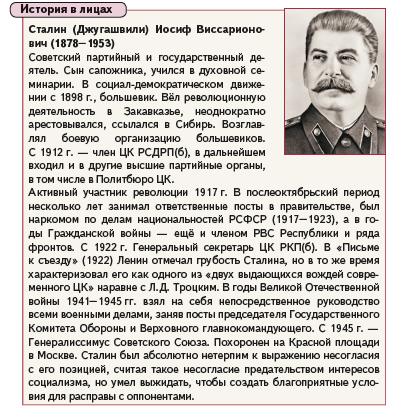 История в лицах
Сталин (Джугашвили) Иосиф Виссарионо-
вич (1878—1953)
Советский партийный и государственный де-
ятель. Сын сапожника, учился в духовной се-
минарии. В социал-демократическом движе-
нии с 1898 г., большевик. Вёл революционную
деятельность в Закавказье, неоднократно
арестовывался, ссылался в Сибирь. Возглав-
лял боевую организацию большевиков.
С 1912 г. — член ЦК РСДРП(б), в дальнейшем
входил и в другие высшие партийные органы,
в том числе в Политбюро ЦК.
Активный участник революции 1917 г. В послеоктябрьский период
несколько лет занимал ответственные посты в правительстве, был
наркомом по делам национальностей РСФСР (1917—1923), а в го-
ды Гражданской войны — ещё и членом РВС Республики и ряда
фронтов. С 1922 г. Генеральный секретарь ЦК РКП(б). В «Письме
к съезду» (1922) Ленин отмечал грубость Сталина, но в то же время
характеризовал его как одного из «двух выдающихся вождей совре-
менного ЦК» наравне с Л.Д. Троцким. В годы Великой Отечественной
войны 1941—1945 гг. взял на себя непосредственное руководство
всеми военными делами, заняв посты председателя Государственного
Комитета Обороны и Верховного главнокомандующего. С 1945 г. —
Генералиссимус Советского Союза. Похоронен на Красной площади
в Москве. Сталин был абсолютно нетерпим к выражению несогласия
с его позицией, считая такое несогласие предательством интересов
социализма, но умел выжидать, чтобы создать благоприятные усло-
вия для расправы с оппонентами.